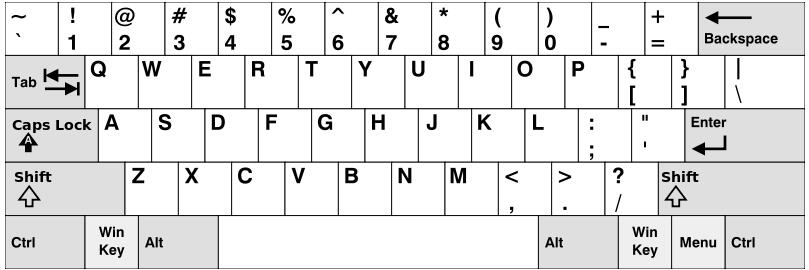 ~ ! @ # $ % ^ & * ( ) _ +
` 1 2 3 4 5 6 7 8 9 0 - = Backspace
Tab Q W E R T Y U I O P { } |
[ ] \
Caps Lock A S D F G H J K L : " Enter
A ; '
Shift Z X C V B N M < > ? Shift
, . /
Ctrl Win Key Alt Alt Win Key Menu Ctrl